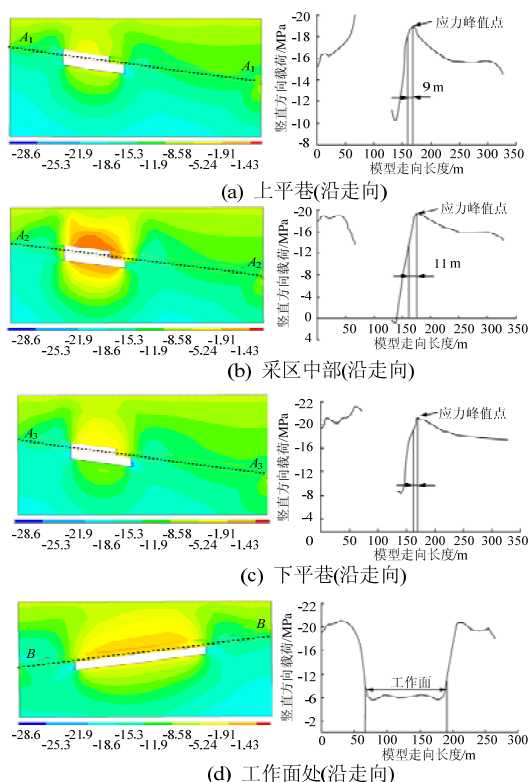 A1
A1
-28.6 -21.9 -15.3 -8.58 -1.91
-25.3 -18.6 -11.9 -5.24 1.43
竖直方向载荷/MPa
-20
-18
-16
-14
-12
-10
-8
应力峰值点
9 m
0 50 100 150 200 250 300 350
模型走向长度/m
(a) 上平巷(沿走向)
A2
A2
-28.6 -21.9 -15.3 -8.58 -1.91
-25.3 -18.6 -11.9 -5.24 1.43
竖直方向载荷/MPa
-20
-16
-12
-8
-4
0
4
应力峰值点
11 m
0 50 100 150 200 250 300 350
模型走向长度/m
(b) 采区中部(沿走向)
A3
A3
-28.6 -21.9 -15.3 -8.58 -1.91
-25.3 -18.6 -11.9 -5.24 1.43
竖直方向载荷/MPa
-22
-20
-16
-12
-8
-4
应力峰值点
0 50 100 150 200 250 300 350
模型走向长度/m
(c) 下平巷(沿走向)
B
B
-28.6 -21.9 -15.3 -8.58 -1.91
-25.3 -18.6 -11.9 -5.24 1.43
竖直方向载荷/MPa
-22
-18
-14
-10
-6
-2
工作面
0 50 100 150 200 250 300
模型走向长度/m
(d) 工作面处(沿走向)